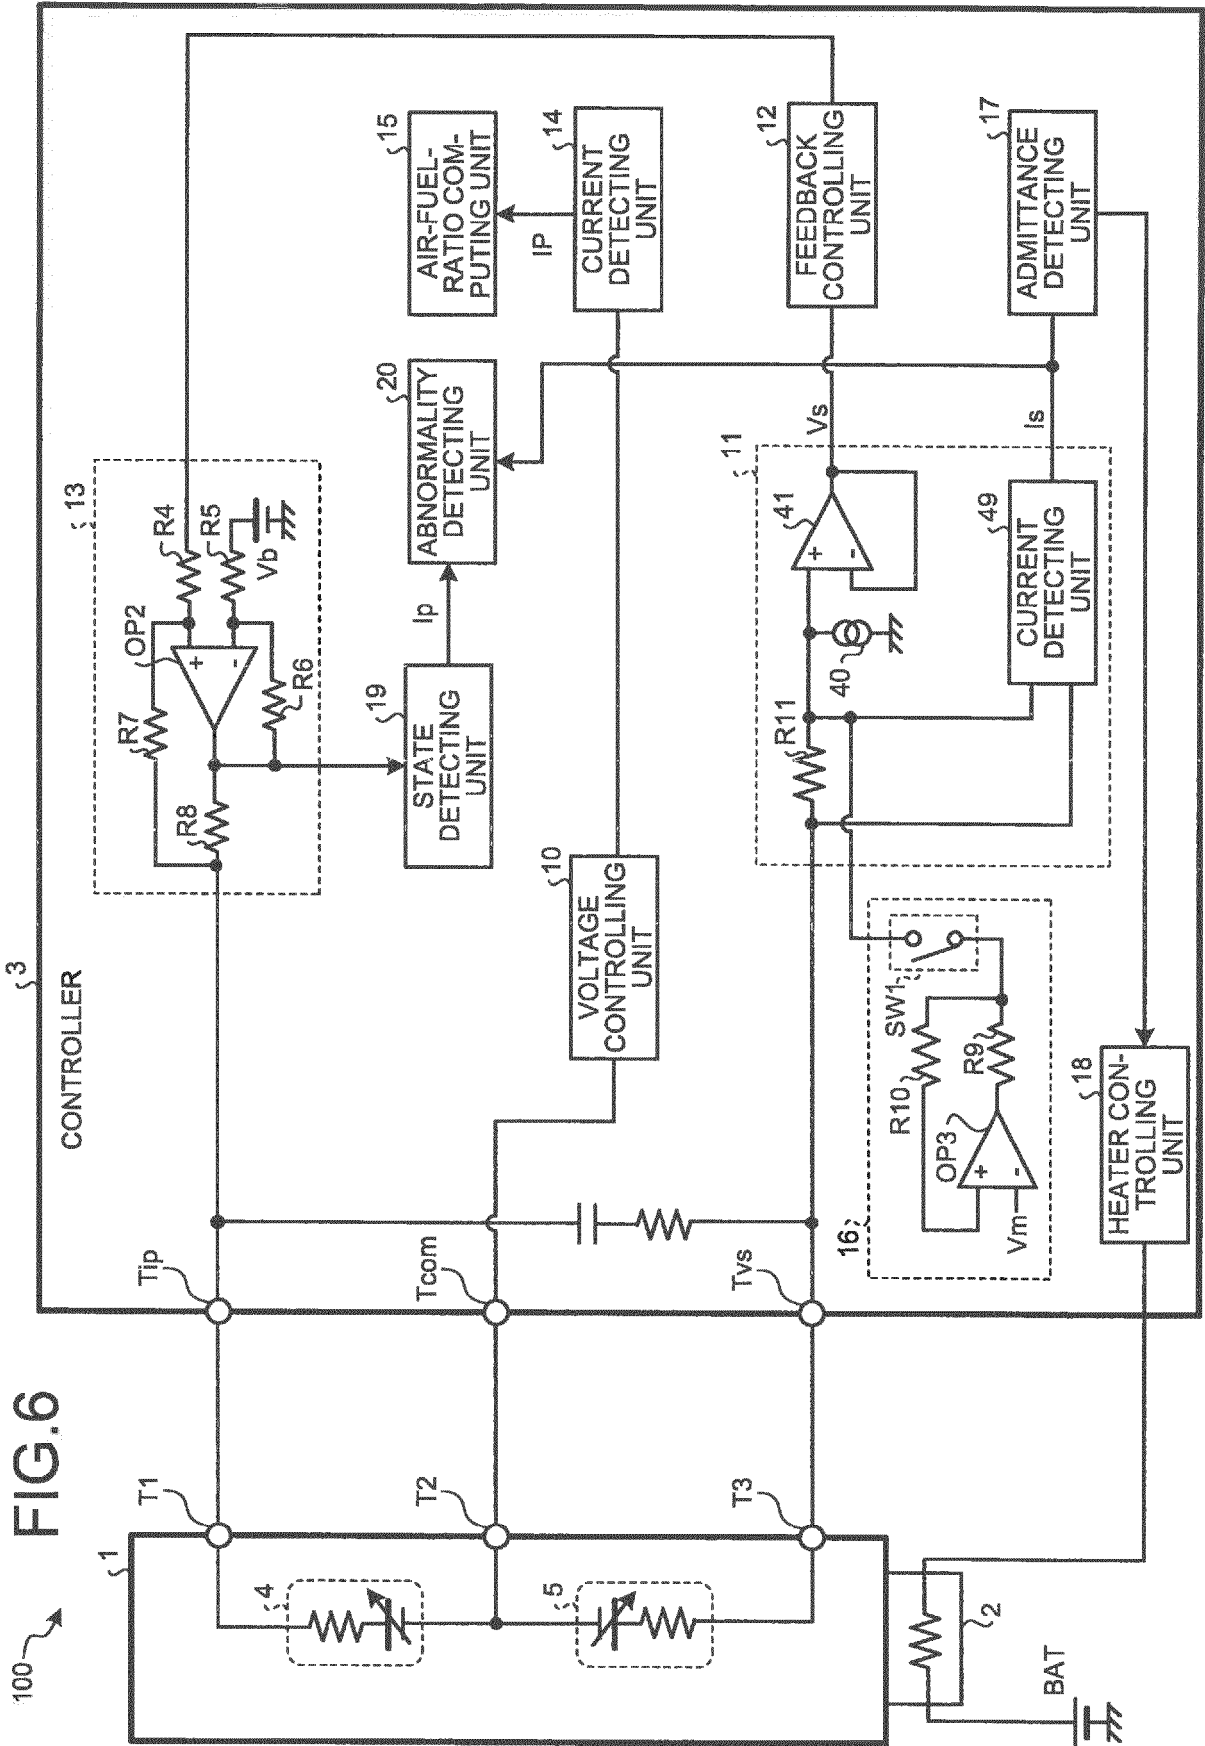 FIG.6
100
1
T1
T2
T3
4
5
2
BAT
3
CONTROLLER
Tip
Tcom
Tvs
13
R4
R5
Vb
OP2
+
-
R7
R6
R8
19
STATE
DETECTING
UNIT
Ip
20
ABNORMALITY
DETECTING
UNIT
15
AIR-FUEL-
RATIO COM-
PUTING UNIT
IP
14
CURRENT
DETECTING
UNIT
10
VOLTAGE
CONTROLLING
UNIT
12
FEEDBACK
CONTROLLING
UNIT
Vs
11
41
+
-
40
R11
49
CURRENT
DETECTING
UNIT
Is
17
ADMITTANCE
DETECTING
UNIT
16
SW1
R10
R9
OP3
+
-
Vm
18
HEATER CON-
TROLLING
UNIT